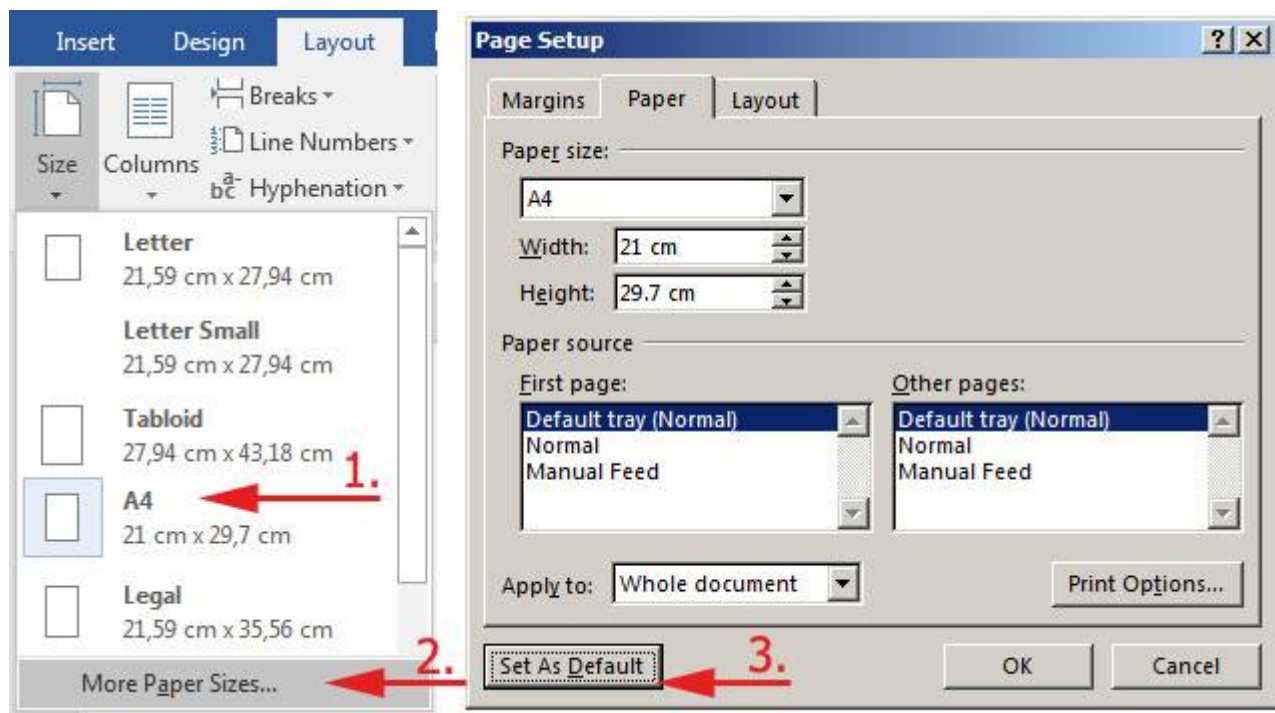 Insert Design Layout
Breaks
Line Numbers
Size Columns
Hyphenation
Letter
21,59 cm x 27,94 cm
Letter Small
21,59 cm x 27,94 cm
Tabloid
27,94 cm x 43,18 cm
1.
A4
21 cm x 29,7 cm
Legal
21,59 cm x 35,56 cm
2.
More Paper Sizes...
Page Setup
Margins Paper Layout
Paper size:
A4
Width: 21 cm
Height: 29.7 cm
Paper source
First page: Other pages:
Default tray (Normal) Default tray (Normal)
Normal Normal
Manual Feed Manual Feed
Apply to: Whole document Print Options...
Set As Default 3. OK Cancel